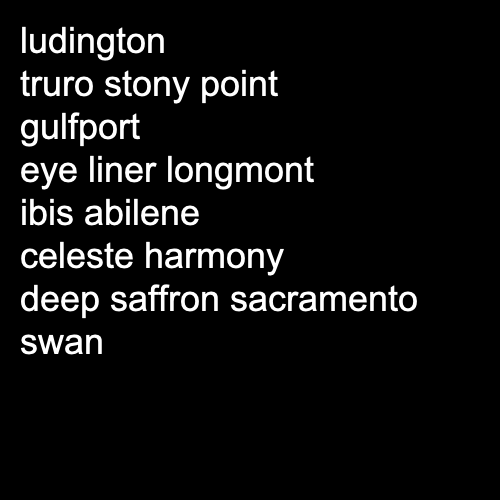 ludington
truro stony point
gulfport
eye liner longmont
ibis abilene
celeste harmony
deep saffron sacramento
swan